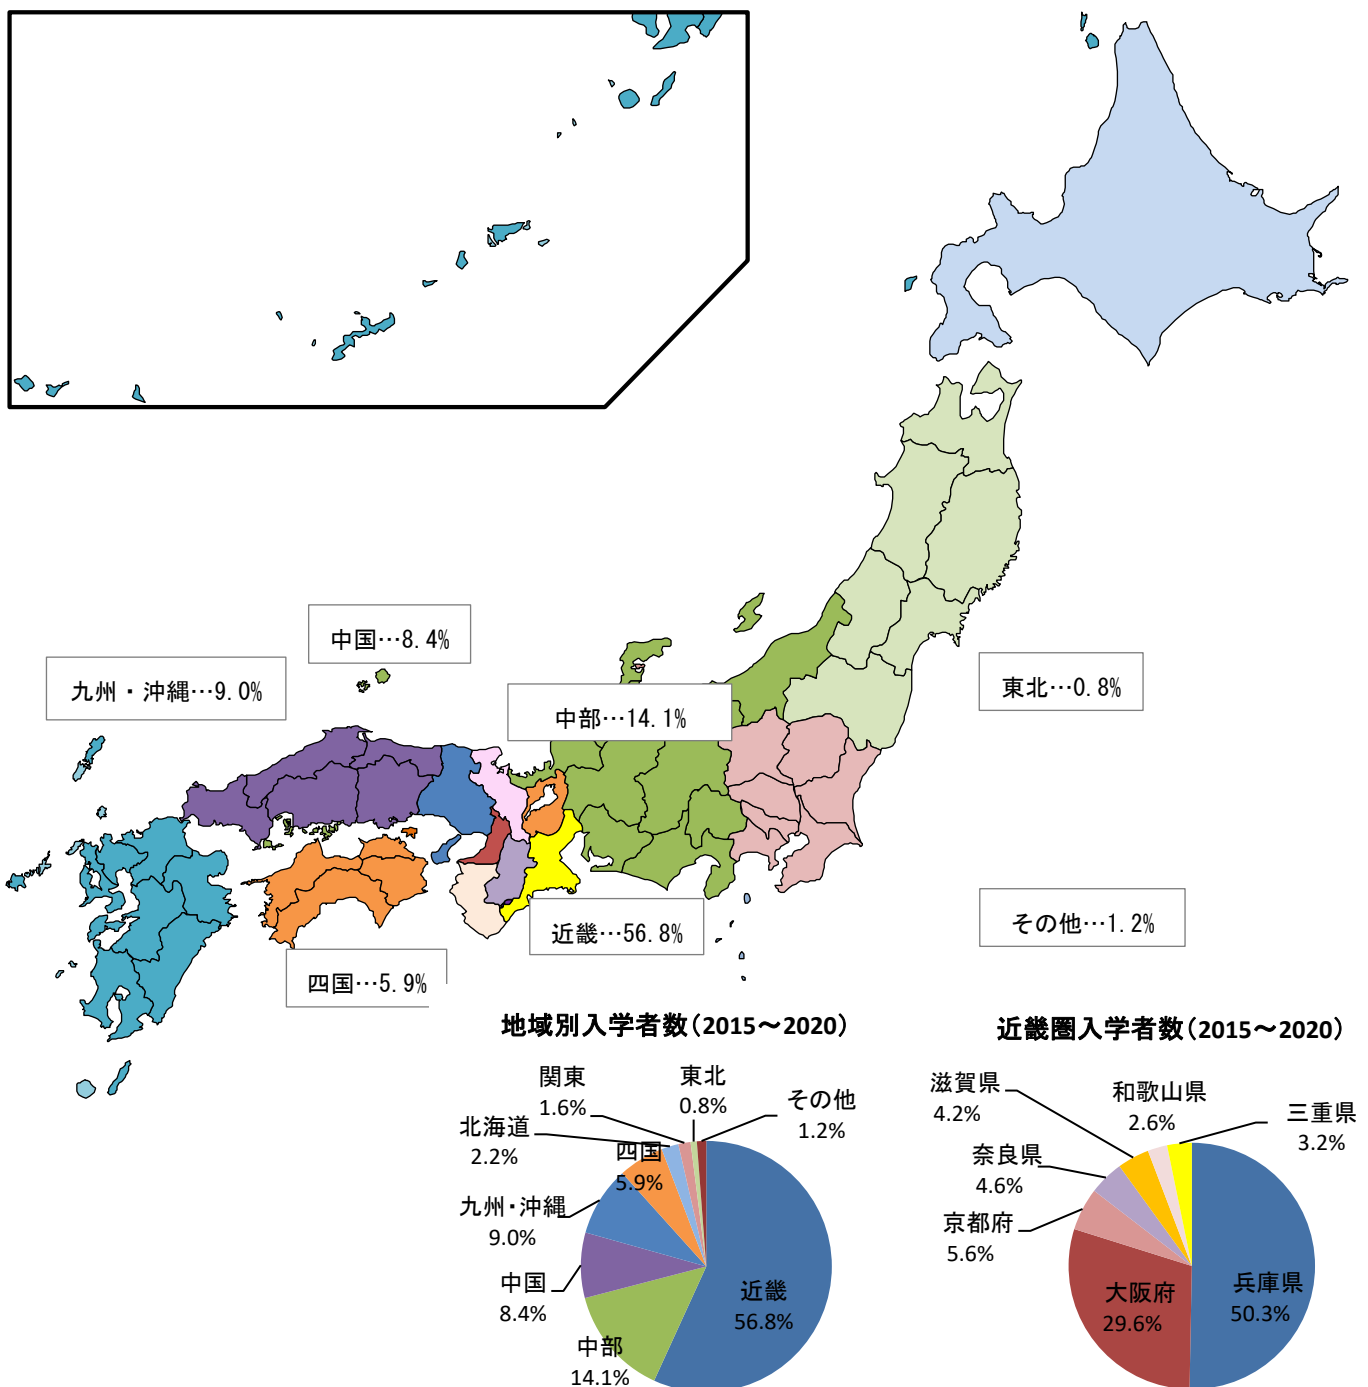 中国…8.4%
九州・沖縄…9.0%
中部…14.1%
東北…0.8%
その他…1.2%
近畿…56.8%
四国…5.9%
地域別入学者数(2015～2020)
関東
1.6%
東北
0.8%
その他
1.2%
北海道
2.2%
四国
5.9%
九州・沖縄
9.0%
中国
8.4%
中部
14.1%
近畿
56.8%
近畿圏入学者数(2015～2020)
滋賀県
4.2%
和歌山県
2.6%
三重県
3.2%
奈良県
4.6%
京都府
5.6%
大阪府
29.6%
兵庫県
50.3%